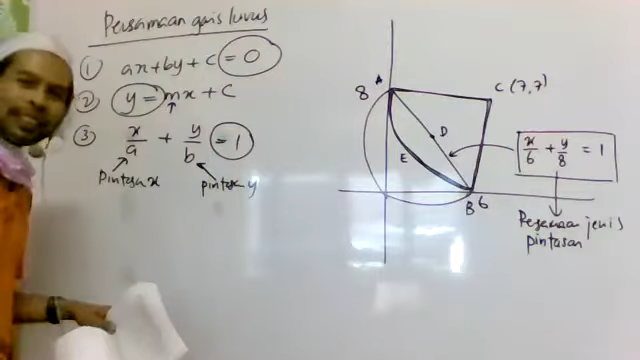 Persamaan garis lurus
① ax + by + c = 0
② y = mx + c
③ x/a + y/b = 1
pintasan x
pintasan y
8 A
C (7,7)
D
E
B 6
x/6 + y/8 = 1
Persamaan jenis
pintasan